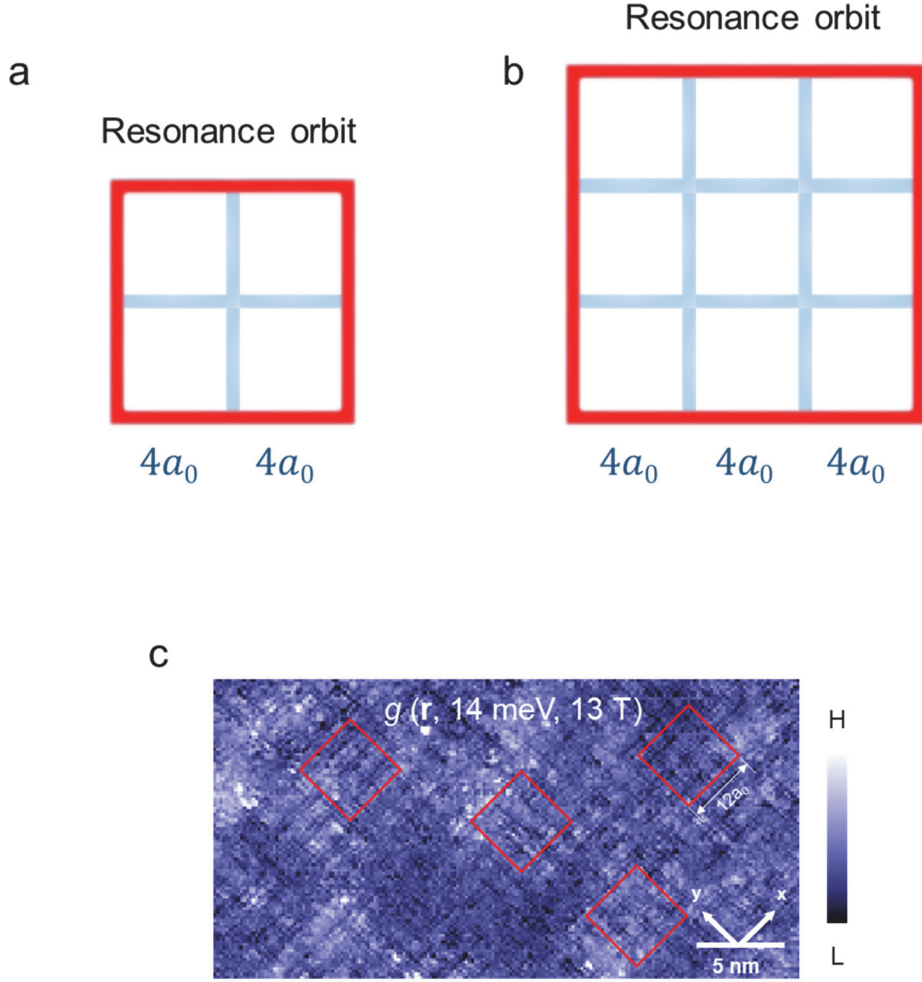 a
Resonance orbit
4a₀ 4a₀
b
Resonance orbit
4a₀ 4a₀ 4a₀
c
g (r, 14 meV, 13 T)
12a₀
y x
5 nm
H
L